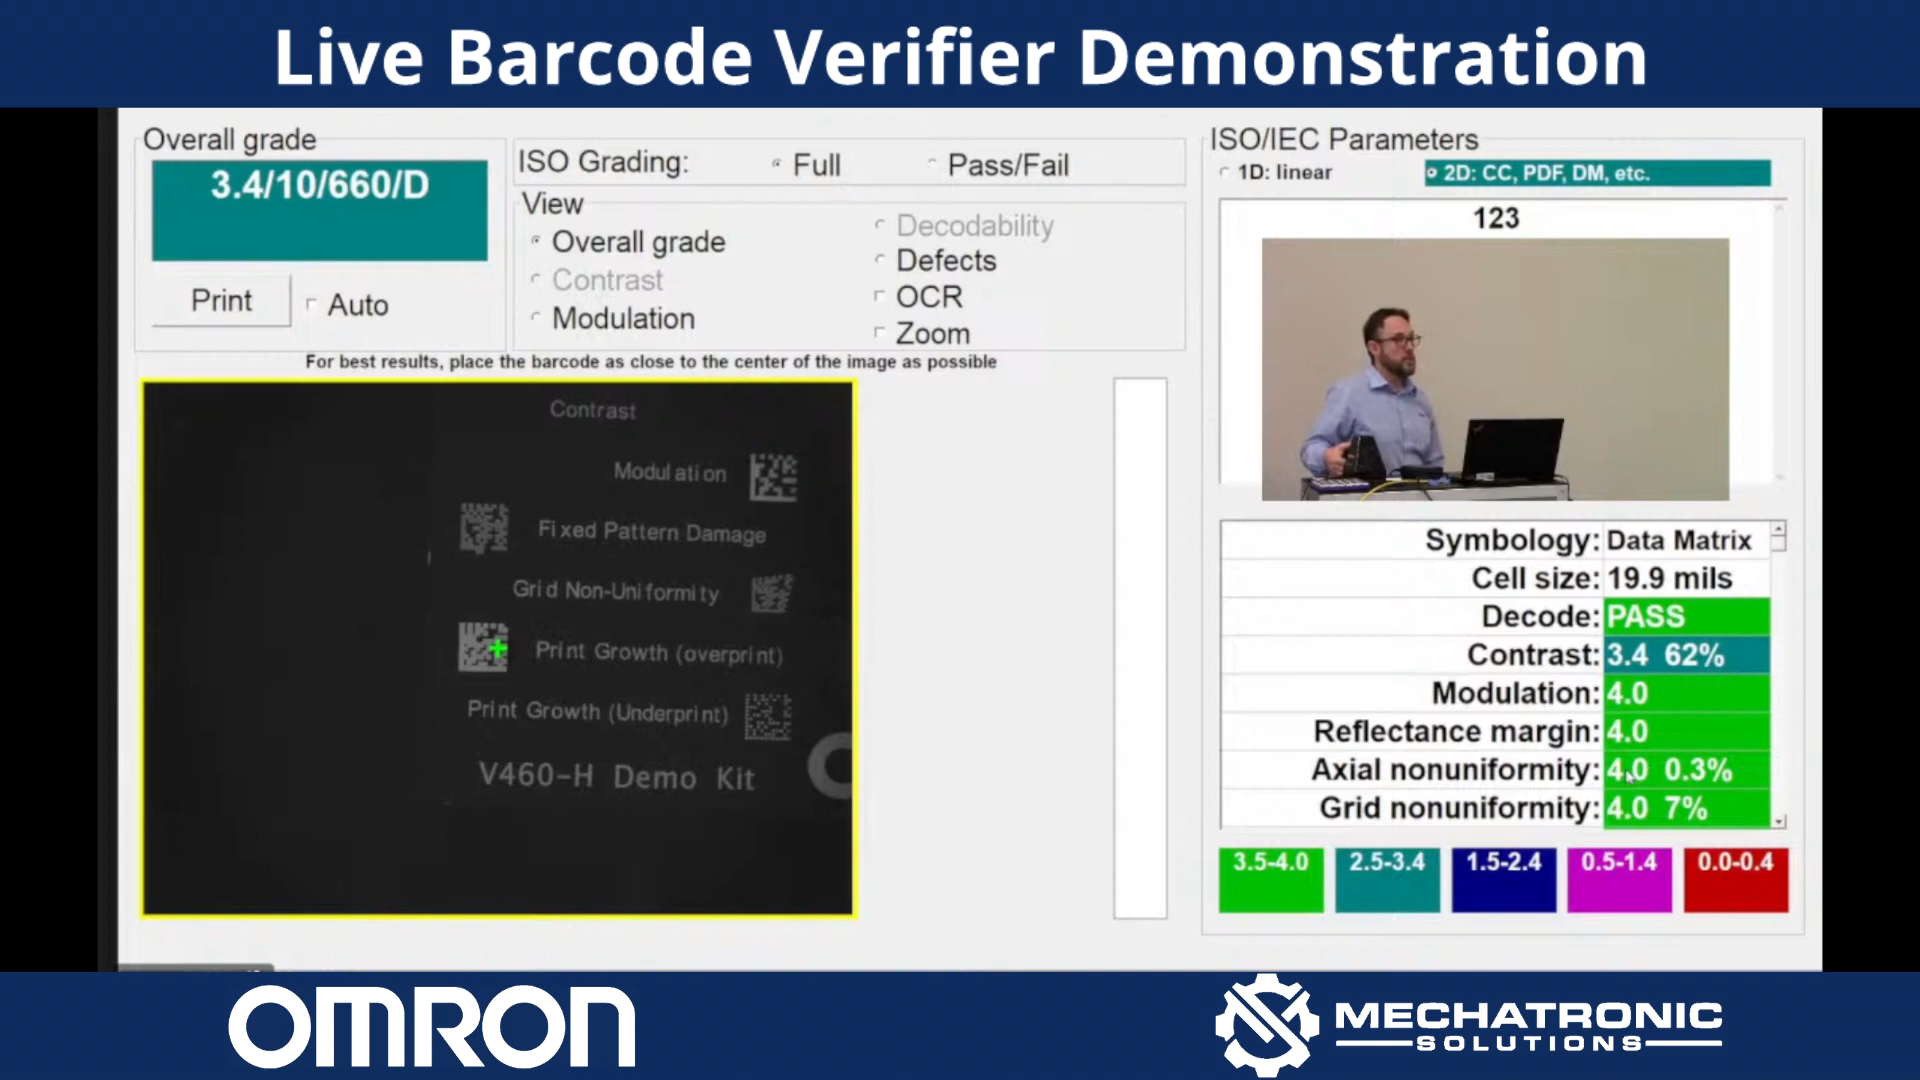 Live Barcode Verifier Demonstration
Overall grade
3.4/10/660/D
Print
Auto
ISO Grading:
Full
Pass/Fail
View
Overall grade
Contrast
Modulation
Decodability
Defects
OCR
Zoom
For best results, place the barcode as close to the center of the image as possible
Contrast
Modulation
Fixed Pattern Damage
Grid Non-Uniformity
Print Growth (overprint)
Print Growth (Underprint)
V460-H Demo Kit
ISO/IEC Parameters
1D: linear
2D: CC, PDF, DM, etc.
123
Symbology: Data Matrix
Cell size: 19.9 mils
Decode: PASS
Contrast: 3.4 62%
Modulation: 4.0
Reflectance margin: 4.0
Axial nonuniformity: 4.0 0.3%
Grid nonuniformity: 4.0 7%
3.5-4.0 2.5-3.4 1.5-2.4 0.5-1.4 0.0-0.4
OMRON
MECHATRONIC
SOLUTIONS